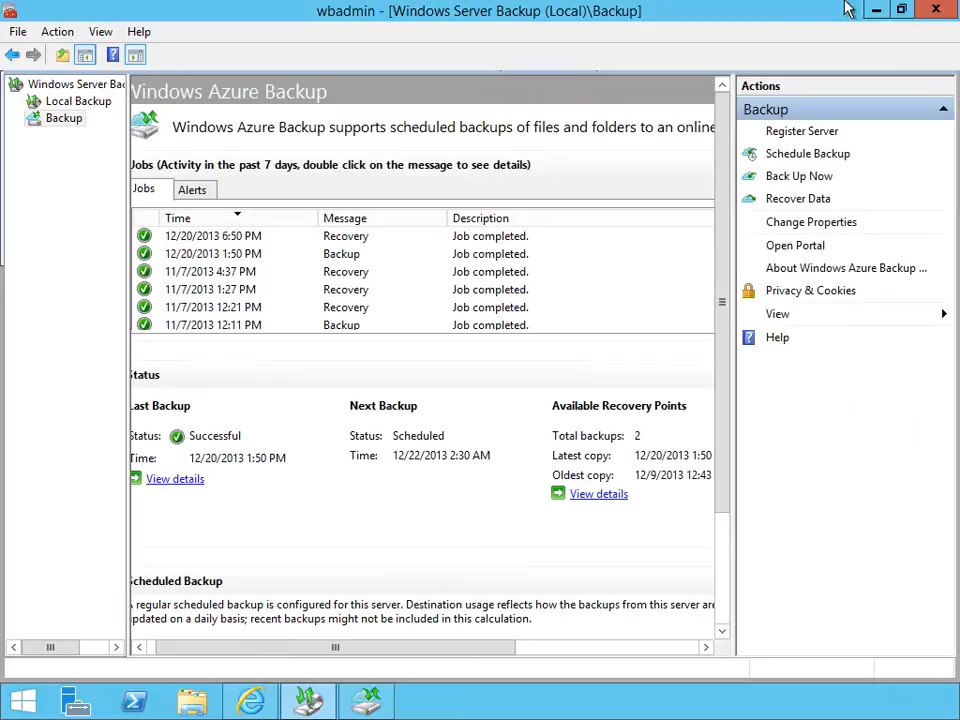 wbadmin - [Windows Server Backup (Local)\Backup]
File Action View Help
Windows Server Bac
Local Backup
Backup
Windows Azure Backup
Windows Azure Backup supports scheduled backups of files and folders to an online
Jobs (Activity in the past 7 days, double click on the message to see details)
Jobs Alerts
Time Message Description
12/20/2013 6:50 PM Recovery Job completed.
12/20/2013 1:50 PM Backup Job completed.
11/7/2013 4:37 PM Recovery Job completed.
11/7/2013 1:27 PM Recovery Job completed.
11/7/2013 12:21 PM Recovery Job completed.
11/7/2013 12:11 PM Backup Job completed.
Status
Last Backup Next Backup Available Recovery Points
Status: Successful Status: Scheduled Total backups: 2
Time: 12/20/2013 1:50 PM Time: 12/22/2013 2:30 AM Latest copy: 12/20/2013 1:50
Oldest copy: 12/9/2013 12:43
View details View details
Scheduled Backup
A regular scheduled backup is configured for this server. Destination usage reflects how the backups from this server are
updated on a daily basis; recent backups might not be included in this calculation.
Actions
Backup
Register Server
Schedule Backup
Back Up Now
Recover Data
Change Properties
Open Portal
About Windows Azure Backup ...
Privacy & Cookies
View
Help